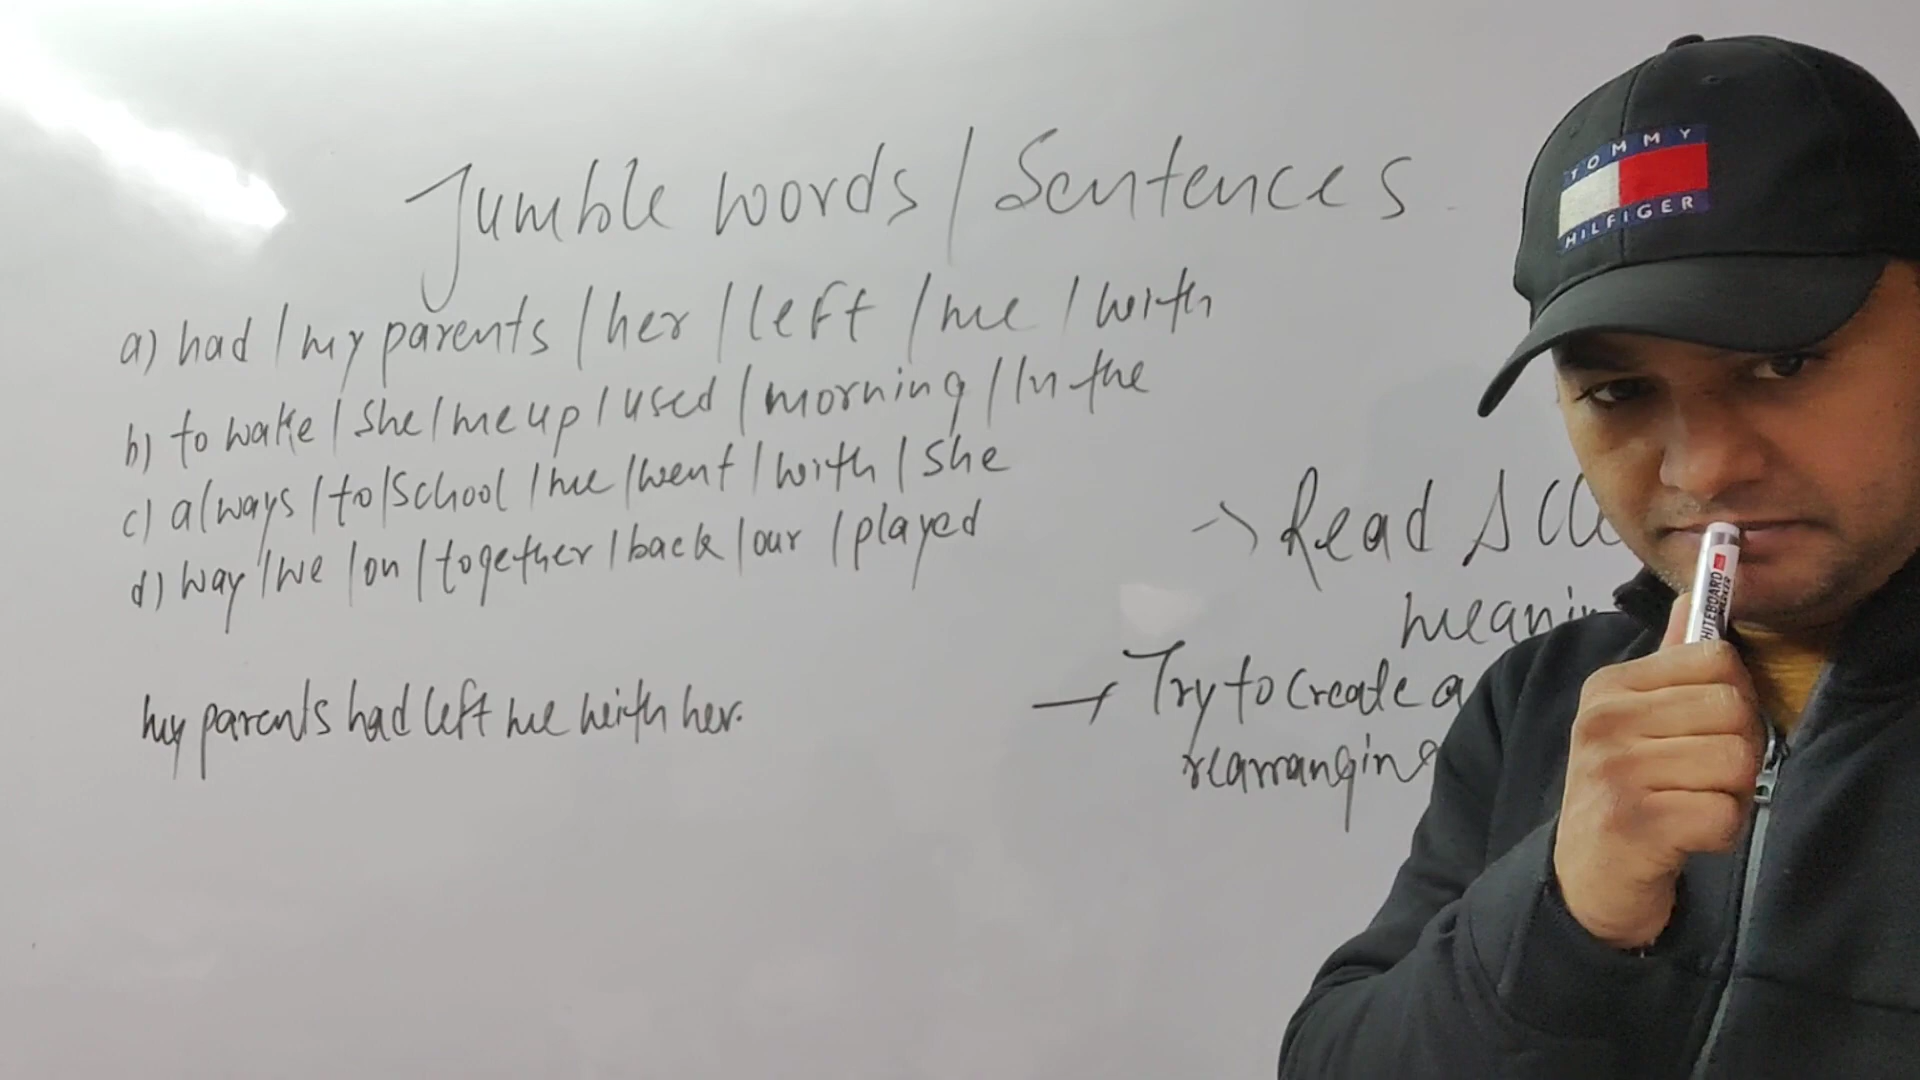 Jumble words / Sentences
a) had / my parents / her / left / me / with
b) to wake / she / me up / used / morning / In the
c) always / to / School / me / went / with / she
d) way / we / on / together / back / our / played
→ Read &
meanin
→ Try to create a
rearranging
my parents had left me with her.
TOMMY
HILFIGER
WHITEBOARD